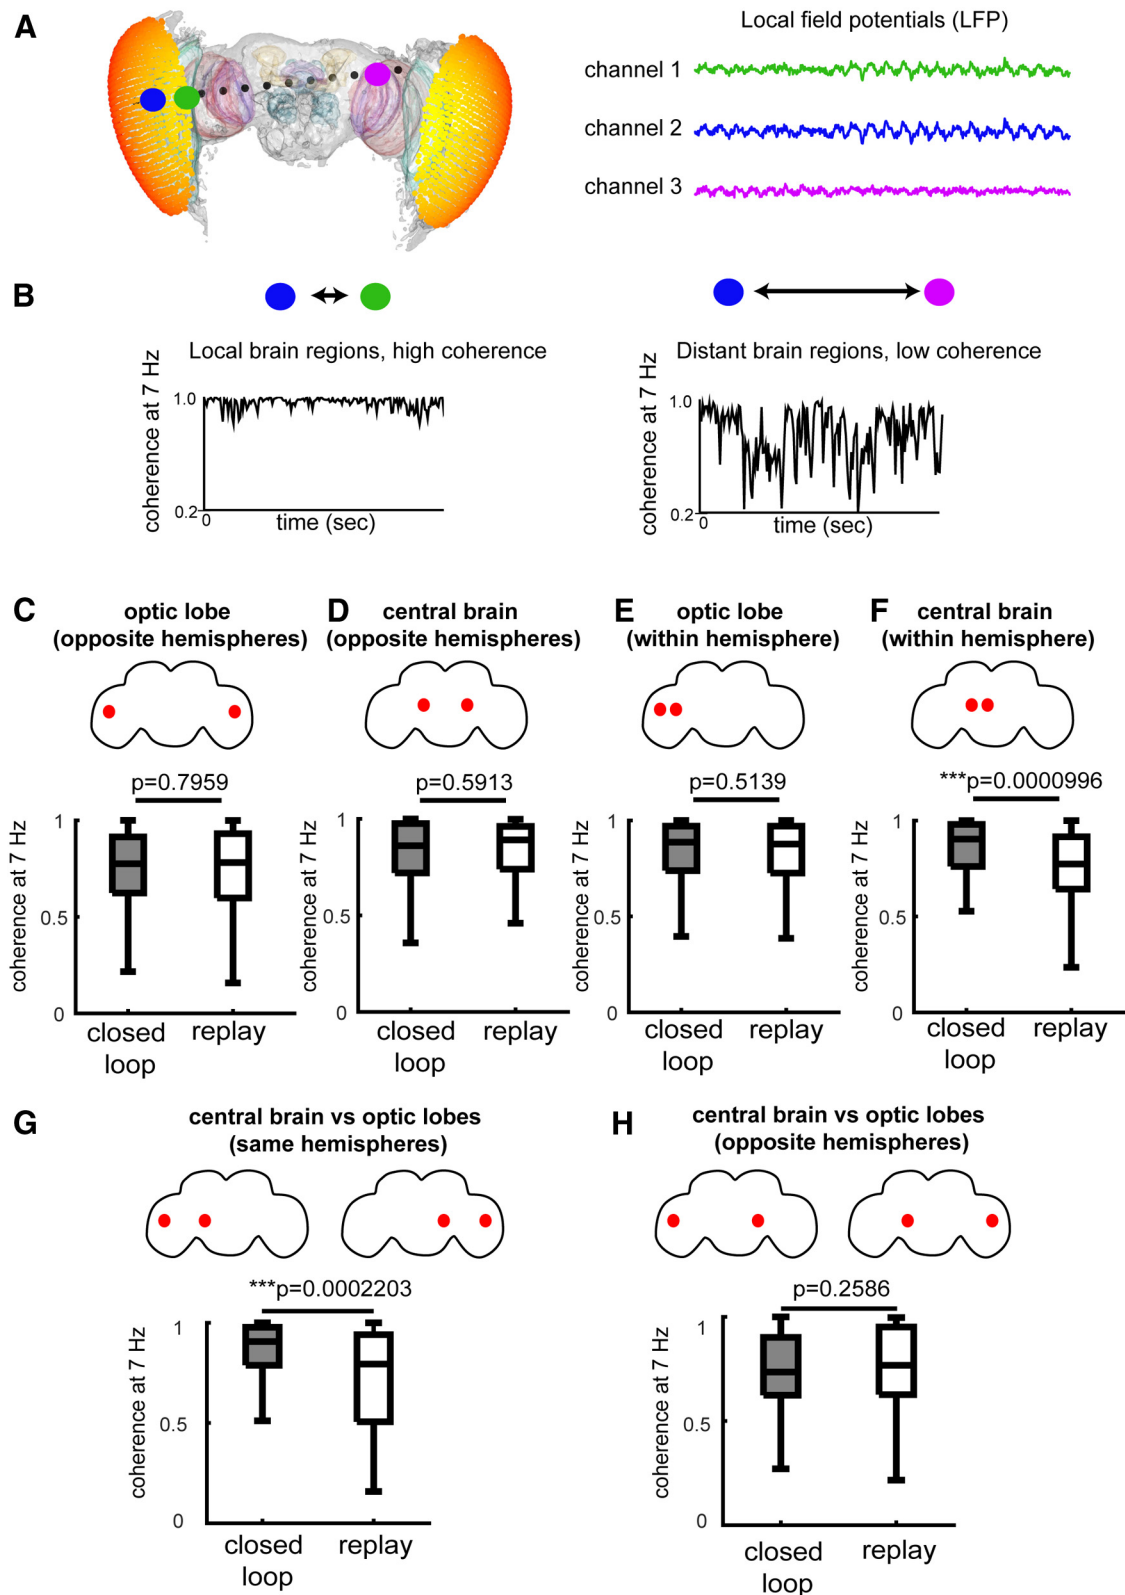 A
Local field potentials (LFP)
channel 1
channel 2
channel 3
B
Local brain regions, high coherence
coherence at 7 Hz
1.0
0.2
0
time (sec)
Distant brain regions, low coherence
coherence at 7 Hz
1.0
0.2
0
time (sec)
C
optic lobe
(opposite hemispheres)
p=0.7959
coherence at 7 Hz
1
0.5
0
closed
loop
replay
D
central brain
(opposite hemispheres)
p=0.5913
coherence at 7 Hz
1
0.5
0
closed
loop
replay
E
optic lobe
(within hemisphere)
p=0.5139
coherence at 7 Hz
1
0.5
0
closed
loop
replay
F
central brain
(within hemisphere)
***p=0.0000996
coherence at 7 Hz
1
0.5
0
closed
loop
replay
G
central brain vs optic lobes
(same hemispheres)
***p=0.0002203
coherence at 7 Hz
1
0.5
0
closed
loop
replay
H
central brain vs optic lobes
(opposite hemispheres)
p=0.2586
coherence at 7 Hz
1
0.5
0
closed
loop
replay